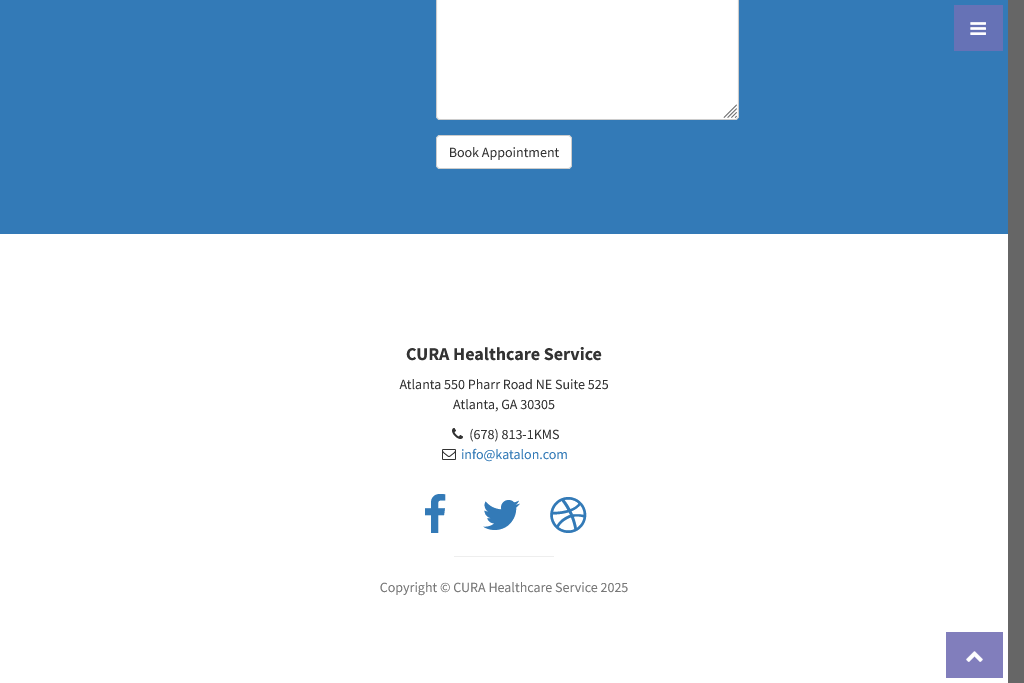 Book Appointment
CURA Healthcare Service
Atlanta 550 Pharr Road NE Suite 525
Atlanta, GA 30305
(678) 813-1KMS
info@katalon.com
Copyright © CURA Healthcare Service 2025